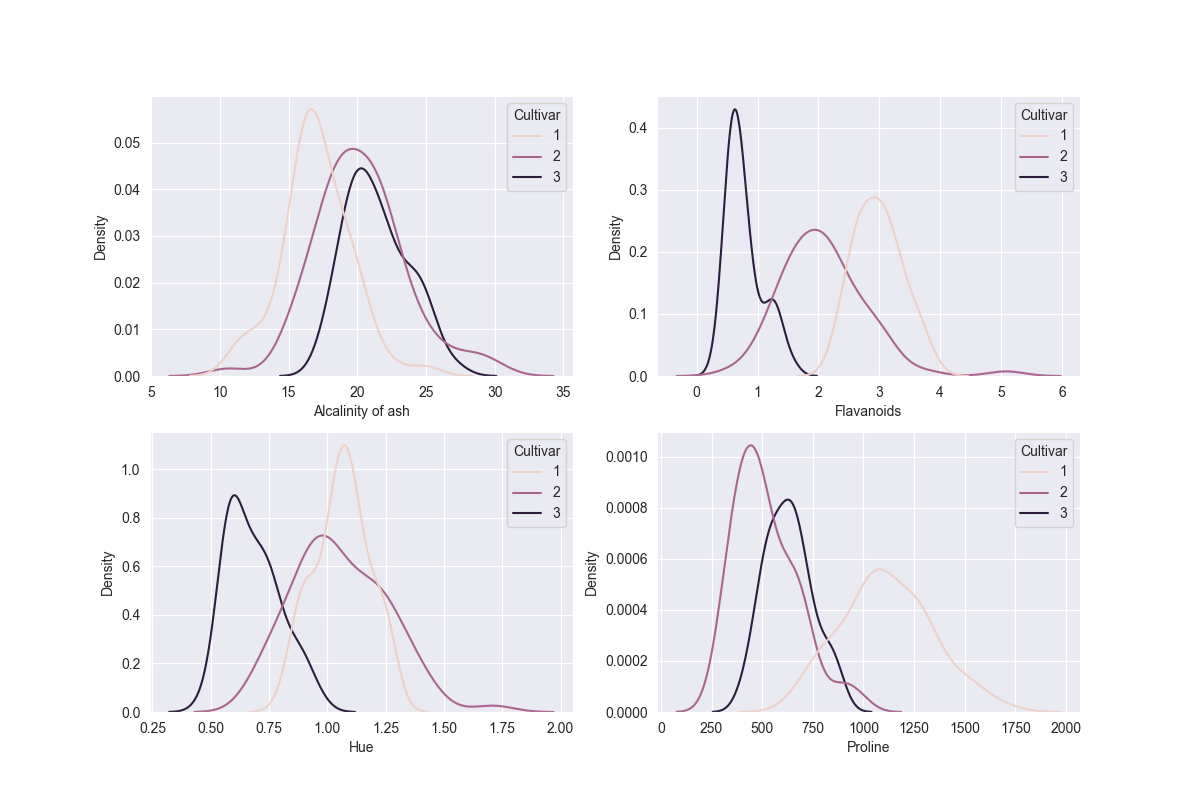 Cultivar
1
2
3
0.05
0.04
0.03
0.02
0.01
0.00
Density
5 10 15 20 25 30 35
Alcalinity of ash
Cultivar
1
2
3
0.4
0.3
0.2
0.1
0.0
Density
0 1 2 3 4 5 6
Flavanoids
Cultivar
1
2
3
1.0
0.8
0.6
0.4
0.2
0.0
Density
0.25 0.50 0.75 1.00 1.25 1.50 1.75 2.00
Hue
Cultivar
1
2
3
0.0010
0.0008
0.0006
0.0004
0.0002
0.0000
Density
0 250 500 750 1000 1250 1500 1750 2000
Proline